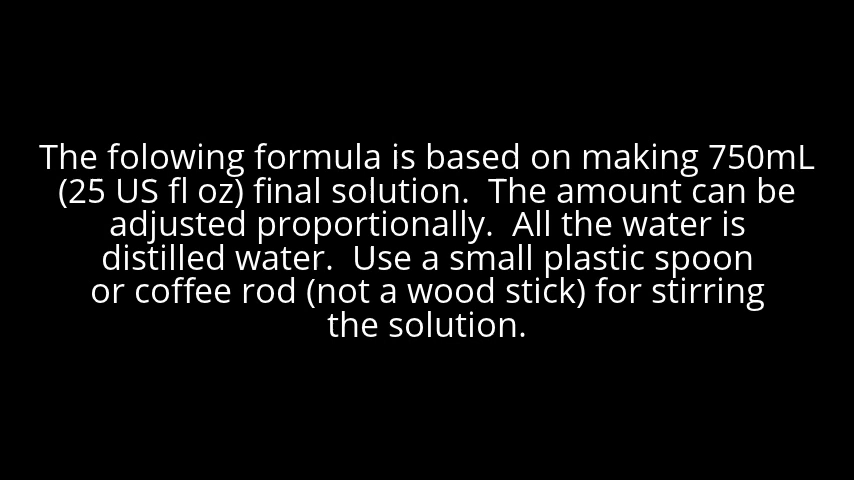 The folowing formula is based on making 750mL
(25 US fl oz) final solution.  The amount can be
adjusted proportionally.  All the water is
distilled water.  Use a small plastic spoon
or coffee rod (not a wood stick) for stirring
the solution.